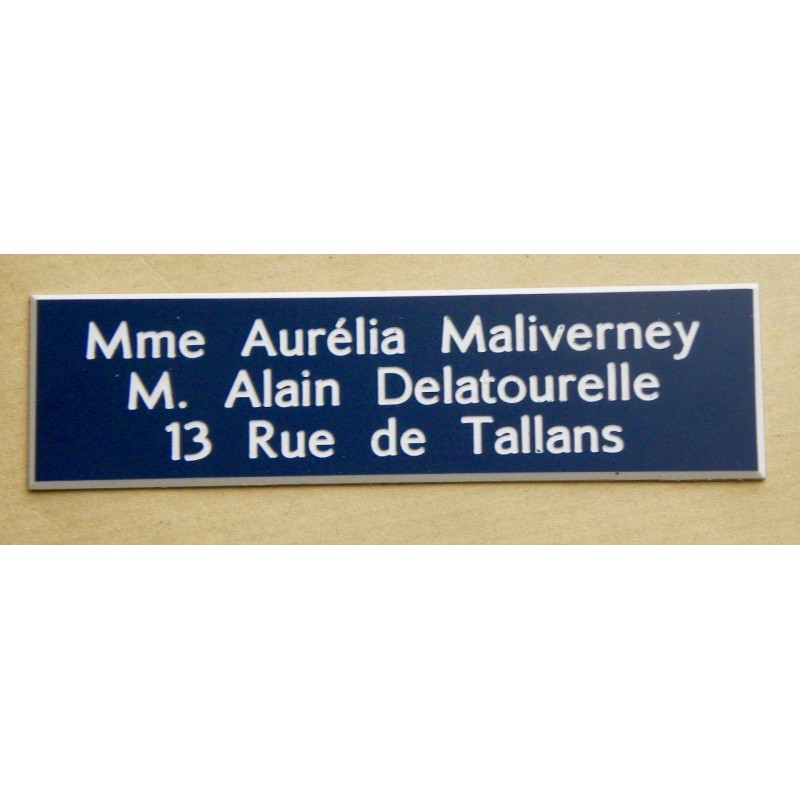 Mme Aurélia Maliverney
M. Alain Delatourelle
13 Rue de Tallans